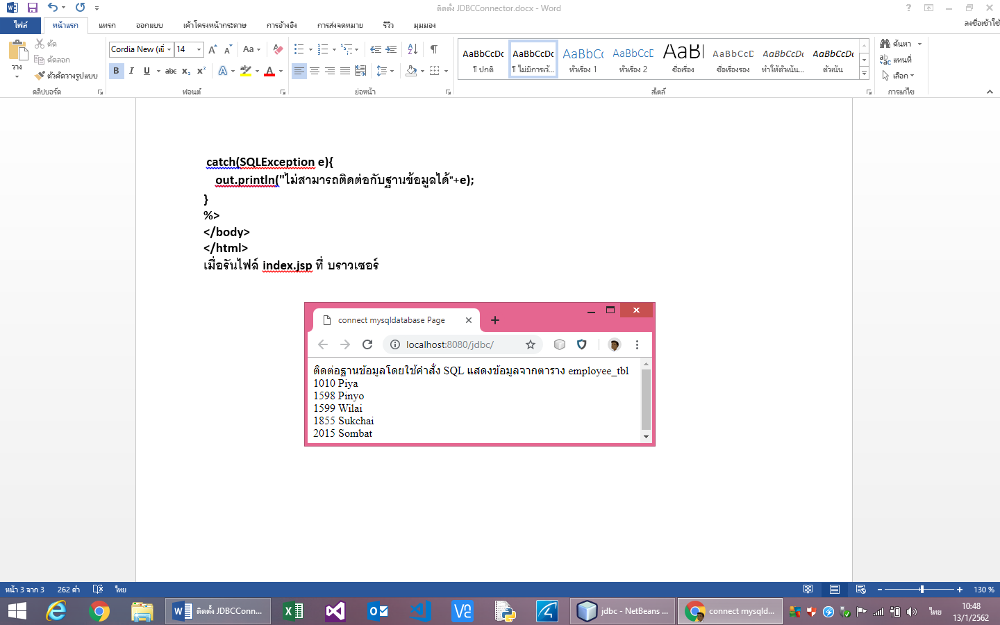 ติดตั้ง JDBCConnector.docx - Word
ไฟล์ หน้าแรก แทรก ออกแบบ เค้าโครงหน้ากระดาษ การอ้างอิง การส่งจดหมาย รีวิว มุมมอง ลงชื่อเข้าใช้
วาง
ตัด
คัดลอก
ตัวคัดวางรูปแบบ
คลิปบอร์ด
Cordia New (เนื้ 14
ฟอนต์
ย่อหน้า
AaBbCcDc AaBbCcDc AaBbCc AaBbCcD AaBl AaBbCcD AaBbCcDc AaBbCcDc
¶ ปกติ ¶ ไม่มีการเว้... หัวเรื่อง 1 หัวเรื่อง 2 ชื่อเรื่อง ชื่อเรื่องรอง ทำให้ตัวเน้น... ตัวเน้น
สไตล์
ค้นหา
แทนที่
เลือก
การแก้ไข
catch(SQLException e){
out.println("ไม่สามารถติดต่อกับฐานข้อมูลได้"+e);
}
%>
</body>
</html>
เมื่อรันไฟล์ index.jsp ที่ บราวเซอร์
connect mysqldatabase Page
localhost:8080/jdbc/
ติดต่อฐานข้อมูลโดยใช้คำสั่ง SQL แสดงข้อมูลจากตาราง employee_tbl
1010 Piya
1598 Pinyo
1599 Wilai
1855 Sukchai
2015 Sombat
หน้า 3 จาก 3 262 คำ ไทย 130 %
ติดตั้ง JDBCConn... jdbc - NetBeans ... connect mysqld... ไทย
10:48
13/1/2562